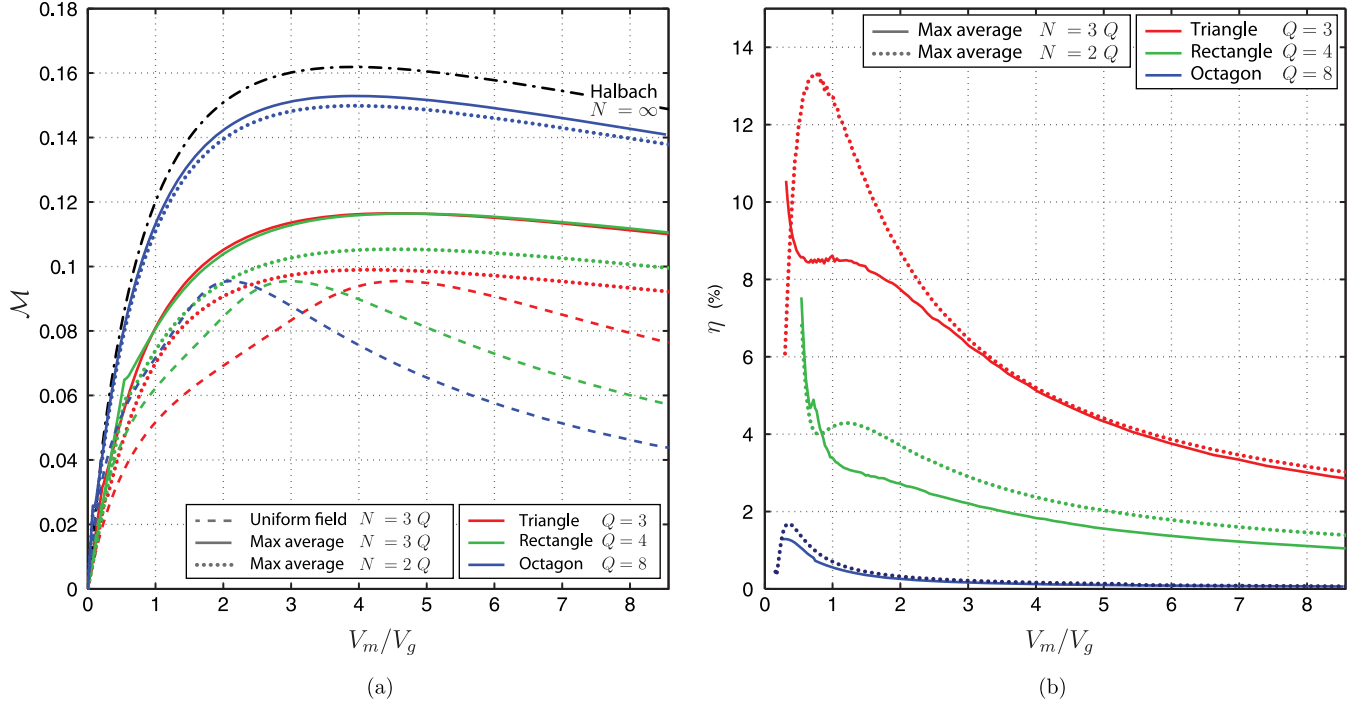 0.18
0.16
0.14
0.12
0.1
0.08
0.06
0.04
0.02
0
ℳ
Halbach
N = ∞
Uniform field N = 3 Q
Max average N = 3 Q
Max average N = 2 Q
Triangle Q = 3
Rectangle Q = 4
Octagon Q = 8
0 1 2 3 4 5 6 7 8
V_m/V_g
(a)
Max average N = 3 Q
Max average N = 2 Q
Triangle Q = 3
Rectangle Q = 4
Octagon Q = 8
14
12
10
8
6
4
2
0
η (%)
0 1 2 3 4 5 6 7 8
V_m/V_g
(b)